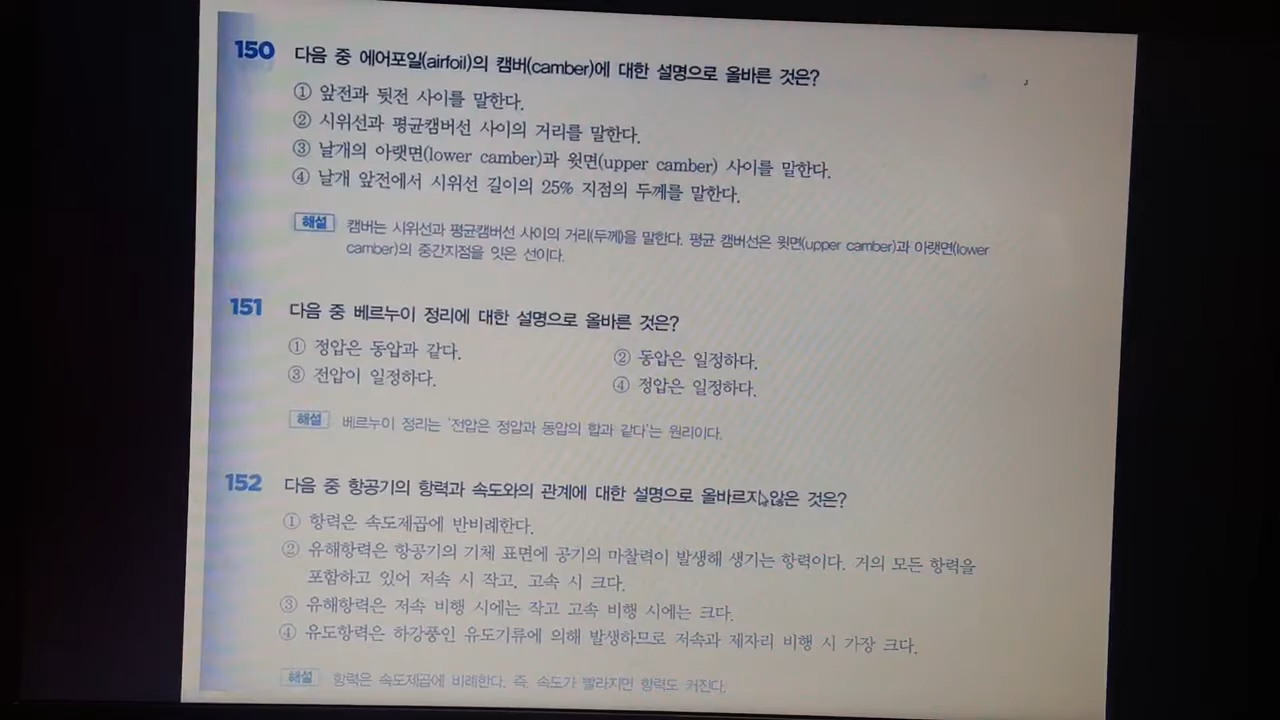 150 다음 중 에어포일(airfoil)의 캠버(camber)에 대한 설명으로 올바른 것은?
① 앞전과 뒷전 사이를 말한다.
② 시위선과 평균캠버선 사이의 거리를 말한다.
③ 날개의 아랫면(lower camber)과 윗면(upper camber) 사이를 말한다.
④ 날개 앞전에서 시위선 길이의 25% 지점의 두께를 말한다.
해설 캠버는 시위선과 평균캠버선 사이의 거리(두께)을 말한다. 평균 캠버선은 윗면(upper camber)과 아랫면(lower
camber)의 중간지점을 잇은 선이다.
151 다음 중 베르누이 정리에 대한 설명으로 올바른 것은?
① 정압은 동압과 같다. ② 동압은 일정하다.
③ 전압이 일정하다. ④ 정압은 일정하다.
해설 베르누이 정리는 '전압은 정압과 동압의 합과 같다'는 원리이다.
152 다음 중 항공기의 항력과 속도와의 관계에 대한 설명으로 올바르지 않은 것은?
① 항력은 속도제곱에 반비례한다.
② 유해항력은 항공기의 기체 표면에 공기의 마찰력이 발생해 생기는 항력이다. 거의 모든 항력을
포함하고 있어 저속 시 작고, 고속 시 크다.
③ 유해항력은 저속 비행 시에는 작고 고속 비행 시에는 크다.
④ 유도항력은 하강풍인 유도기류에 의해 발생하므로 저속과 제자리 비행 시 가장 크다.
해설 항력은 속도제곱에 비례한다. 즉, 속도가 빨라지면 항력도 커진다.